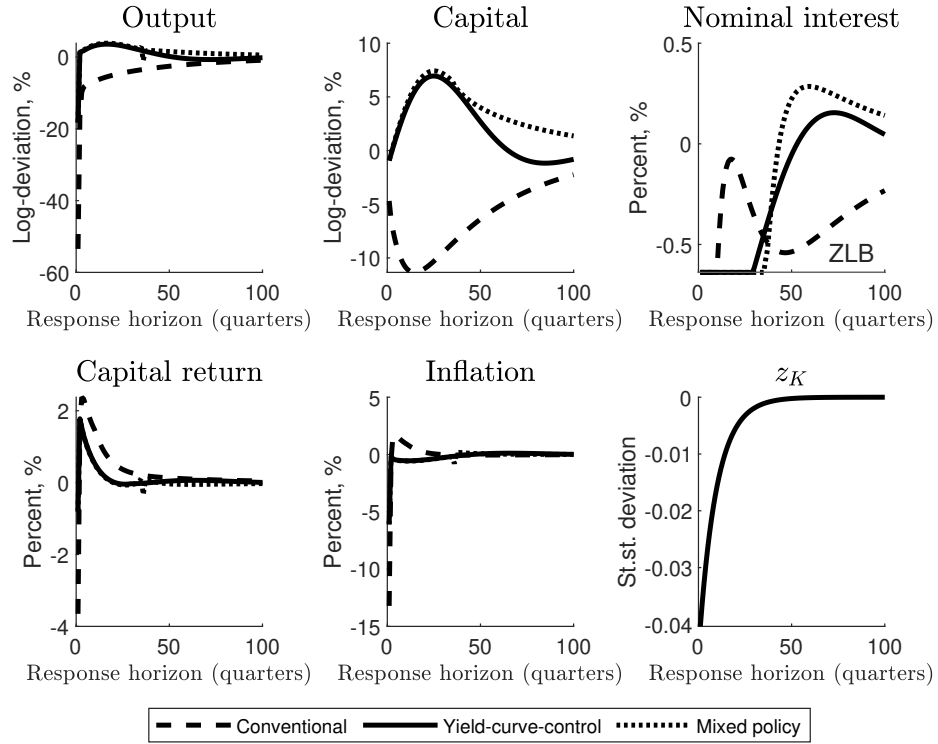 Output
Log-deviation, %
0
-20
-40
-60
0 50 100
Response horizon (quarters)
Capital
Log-deviation, %
10
5
0
-5
-10
0 50 100
Response horizon (quarters)
Nominal interest
Percent, %
0.5
0
-0.5
ZLB
0 50 100
Response horizon (quarters)
Capital return
Percent, %
2
0
-2
-4
0 50 100
Response horizon (quarters)
Inflation
Percent, %
5
0
-5
-10
-15
0 50 100
Response horizon (quarters)
z_K
St.st. deviation
0
-0.01
-0.02
-0.03
-0.04
0 50 100
Response horizon (quarters)
Conventional Yield-curve-control Mixed policy